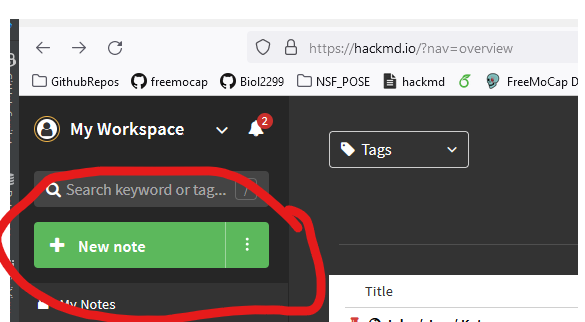 https://hackmd.io/?nav=overview
GithubRepos freemocap Biol2299 NSF_POSE hackmd FreeMoCap D
My Workspace 2
Tags
Search keyword or tag... /
New note
Title
My Notes